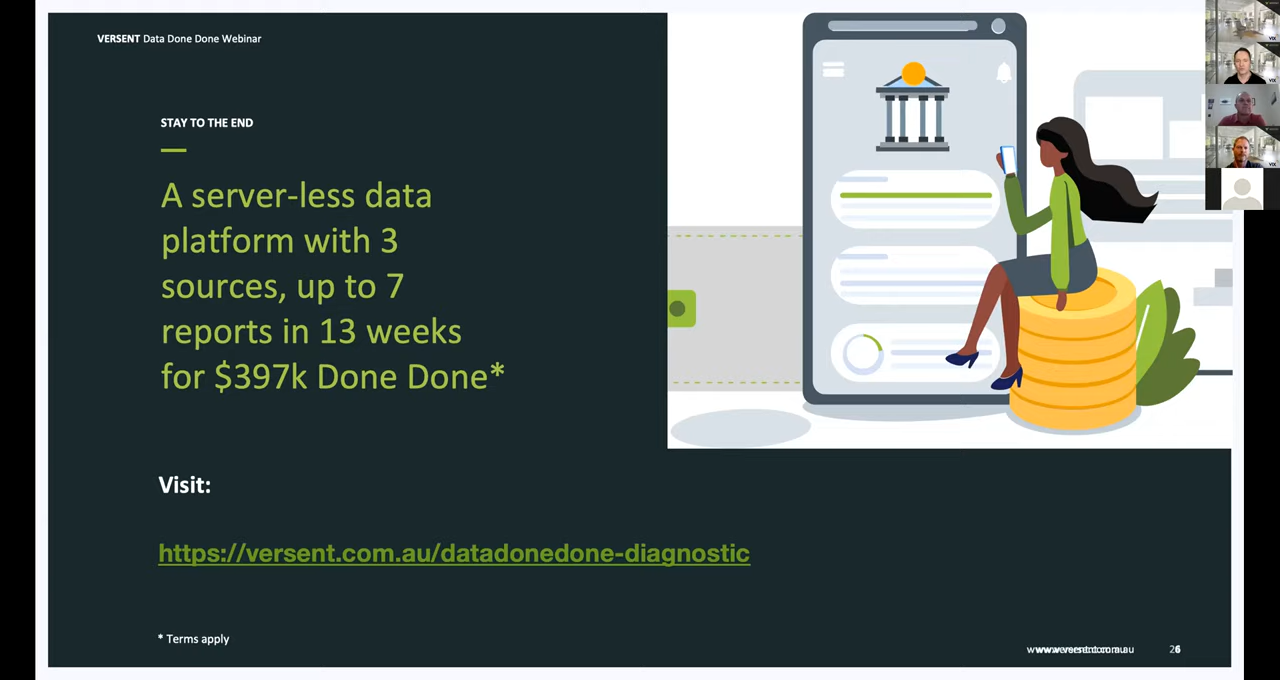 VERSENT Data Done Done Webinar
STAY TO THE END
A server-less data
platform with 3
sources, up to 7
reports in 13 weeks
for $397k Done Done*
Visit:
https://versent.com.au/datadonedone-diagnostic
* Terms apply